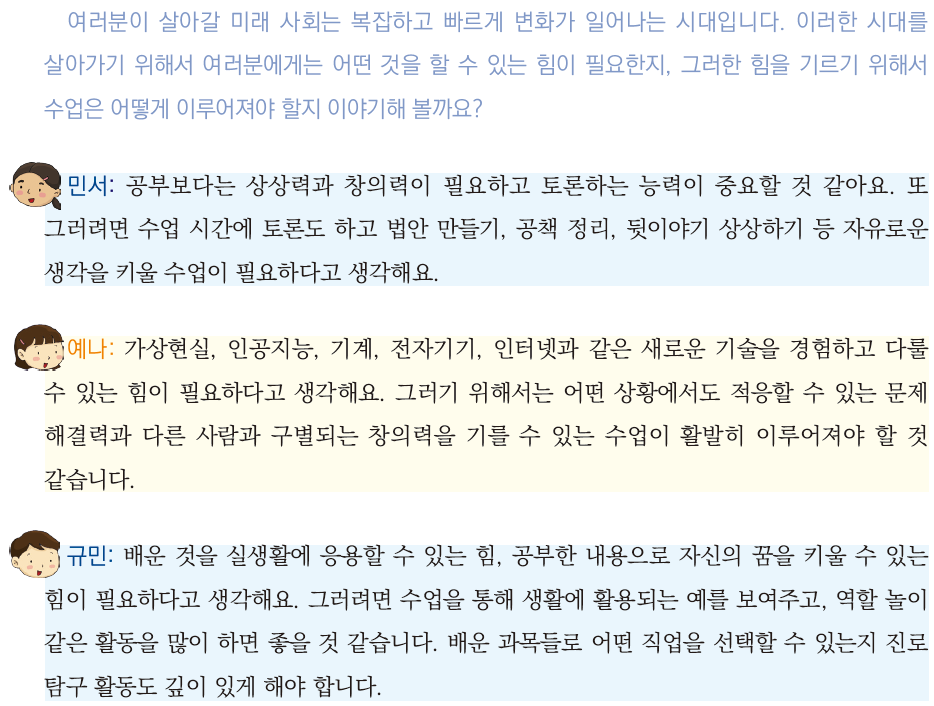 여러분이 살아갈 미래 사회는 복잡하고 빠르게 변화가 일어나는 시대입니다. 이러한 시대를
살아가기 위해서 여러분에게는 어떤 것을 할 수 있는 힘이 필요한지, 그러한 힘을 기르기 위해서
수업은 어떻게 이루어져야 할지 이야기해 볼까요?
민서: 공부보다는 상상력과 창의력이 필요하고 토론하는 능력이 중요할 것 같아요. 또
그러려면 수업 시간에 토론도 하고 법안 만들기, 공책 정리, 뒷이야기 상상하기 등 자유로운
생각을 키울 수업이 필요하다고 생각해요.
예나: 가상현실, 인공지능, 기계, 전자기기, 인터넷과 같은 새로운 기술을 경험하고 다룰
수 있는 힘이 필요하다고 생각해요. 그러기 위해서는 어떤 상황에서도 적응할 수 있는 문제
해결력과 다른 사람과 구별되는 창의력을 기를 수 있는 수업이 활발히 이루어져야 할 것
같습니다.
규민: 배운 것을 실생활에 응용할 수 있는 힘, 공부한 내용으로 자신의 꿈을 키울 수 있는
힘이 필요하다고 생각해요. 그러려면 수업을 통해 생활에 활용되는 예를 보여주고, 역할 놀이
같은 활동을 많이 하면 좋을 것 같습니다. 배운 과목들로 어떤 직업을 선택할 수 있는지 진로
탐구 활동도 깊이 있게 해야 합니다.